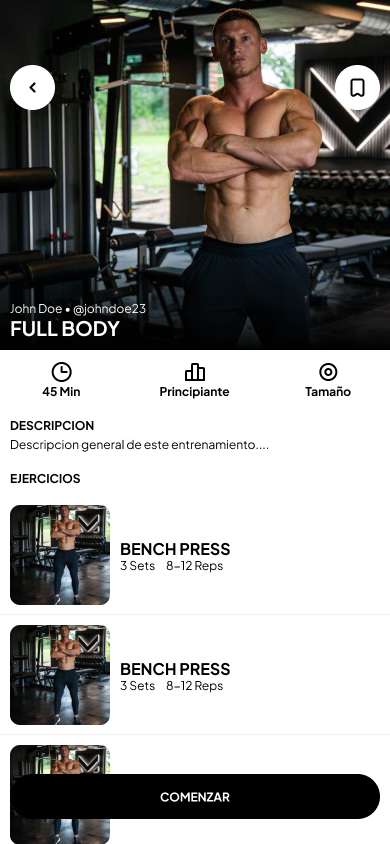 John Doe • @johndoe23
FULL BODY
45 Min
Principiante
Tamaño
DESCRIPCION
Descripcion general de este entrenamiento....
EJERCICIOS
BENCH PRESS
3 Sets 8-12 Reps
BENCH PRESS
3 Sets 8-12 Reps
COMENZAR